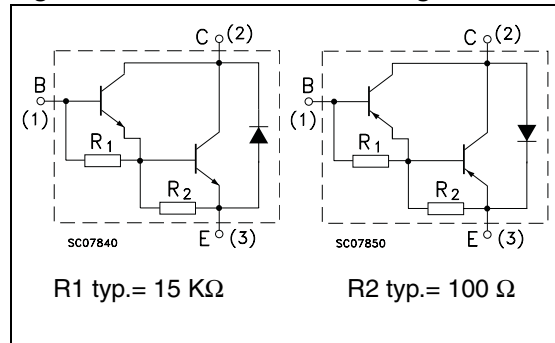 C (2)
B
(1)
R1
R2
SC07840
E (3)
C (2)
B
(1)
R1
R2
SC07850
E (3)
R1 typ.= 15 KΩ
R2 typ.= 100 Ω